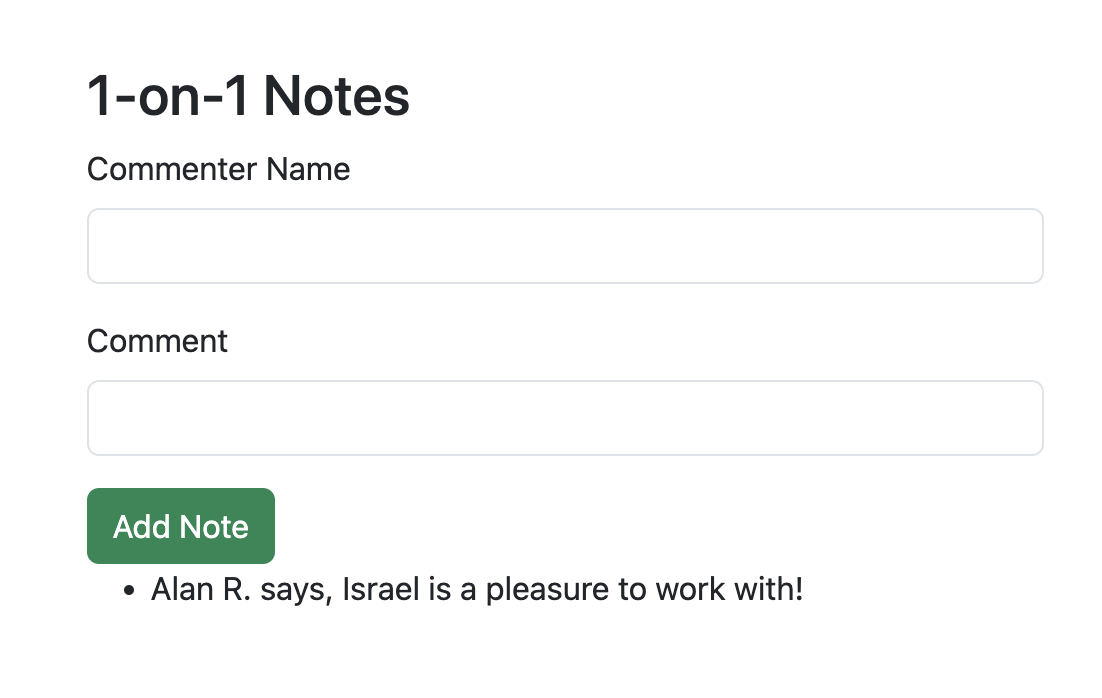 1-on-1 Notes
Commenter Name
Comment
Add Note
• Alan R. says, Israel is a pleasure to work with!